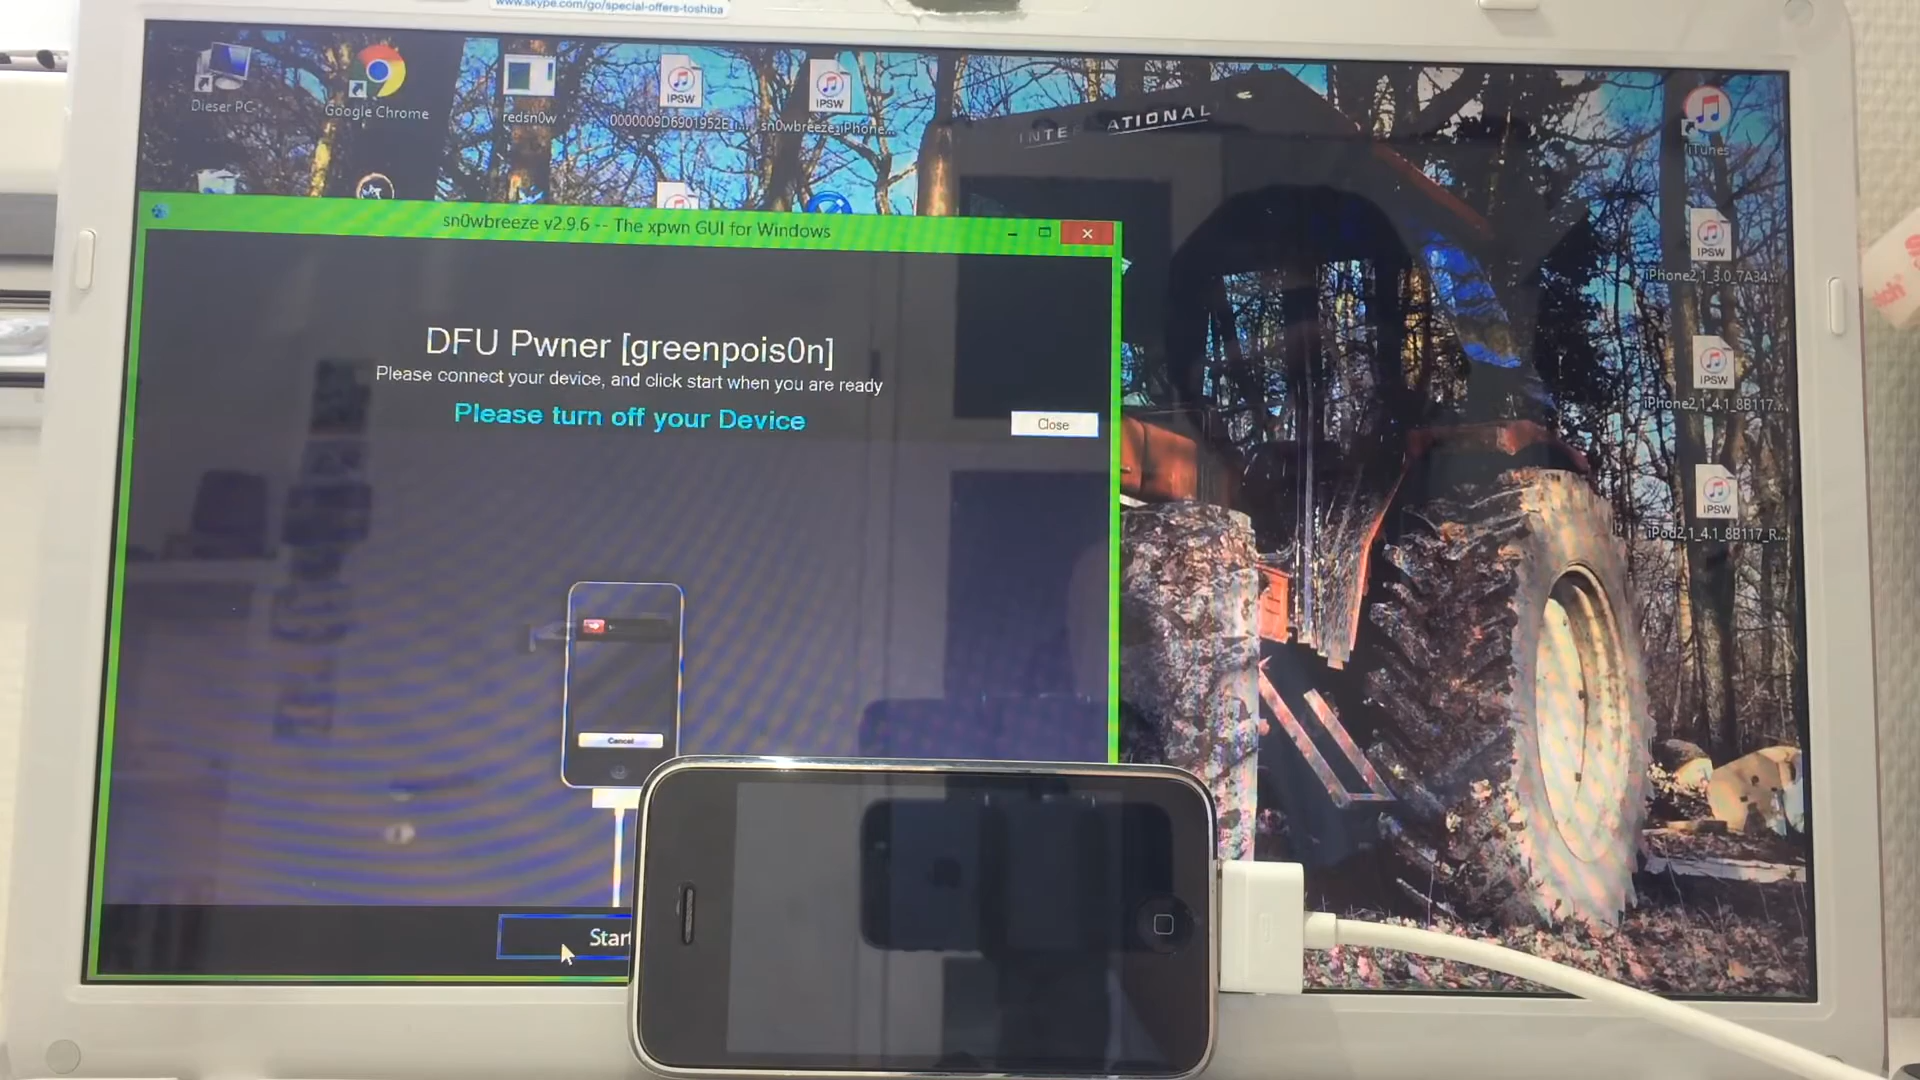 www.skype.com/go/special-offers-toshiba
Dieser PC
Google Chrome
redsn0w
IPSW
0000009D6901952E_i...
IPSW
sn0wbreeze_iPhone...
INTERNATIONAL
iTunes
IPSW
iPhone2,1_3.0_7A34...
IPSW
iPhone2,1_4.1_8B117...
IPSW
iPod2,1_4.1_8B117_R...
sn0wbreeze v2.9.6 -- The xpwn GUI for Windows
DFU Pwner [greenpois0n]
Please connect your device, and click start when you are ready
Please turn off your Device
Close
Cancel
Start